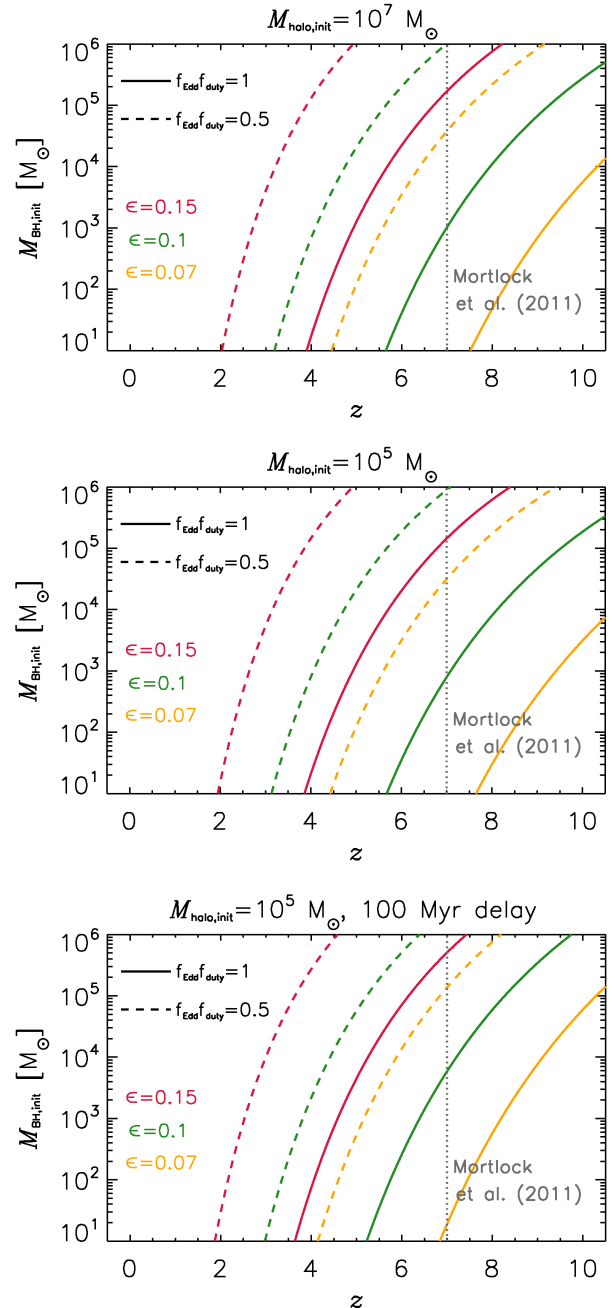 M_halo,init=10^7 M_⊙
10^6
10^5
10^4
10^3
10^2
10^1
M_BH,init [M_⊙]
f_Edd f_duty=1
f_Edd f_duty=0.5
ϵ=0.15
ϵ=0.1
ϵ=0.07
Mortlock
et al. (2011)
0 2 4 6 8 10
z
M_halo,init=10^5 M_⊙
10^6
10^5
10^4
10^3
10^2
10^1
M_BH,init [M_⊙]
f_Edd f_duty=1
f_Edd f_duty=0.5
ϵ=0.15
ϵ=0.1
ϵ=0.07
Mortlock
et al. (2011)
0 2 4 6 8 10
z
M_halo,init=10^5 M_⊙, 100 Myr delay
10^6
10^5
10^4
10^3
10^2
10^1
M_BH,init [M_⊙]
f_Edd f_duty=1
f_Edd f_duty=0.5
ϵ=0.15
ϵ=0.1
ϵ=0.07
Mortlock
et al. (2011)
0 2 4 6 8 10
z